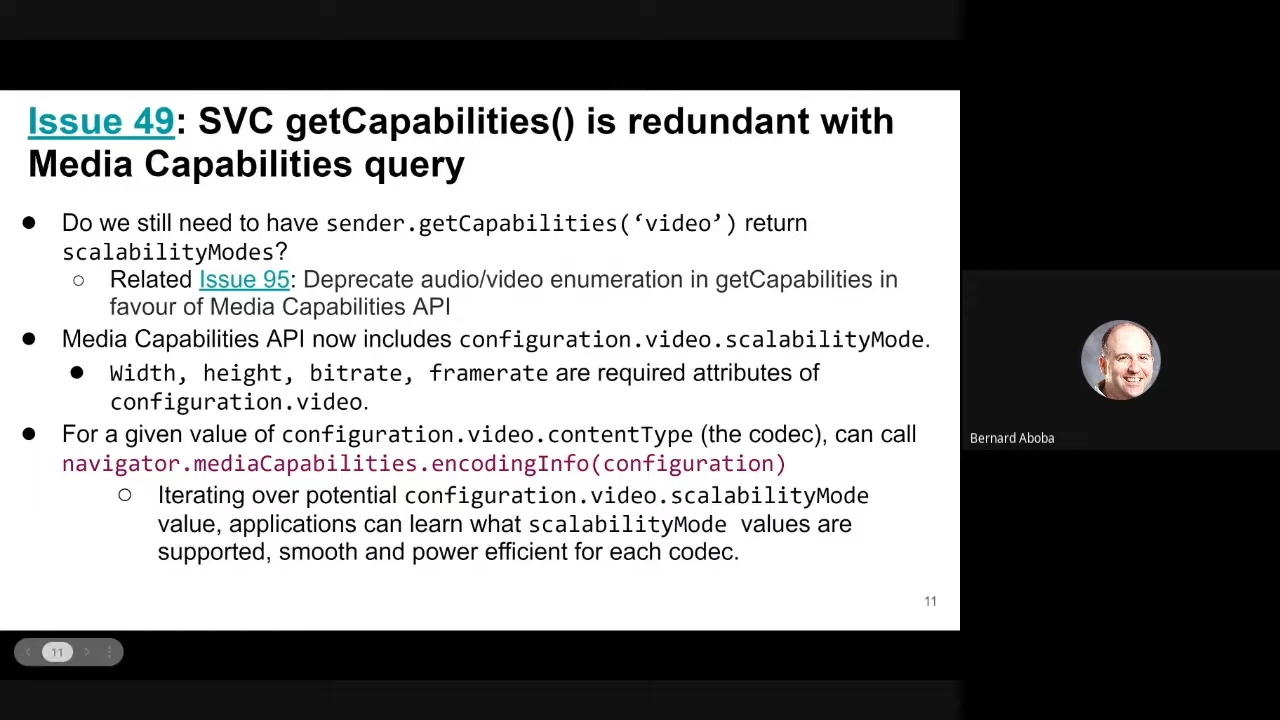 Issue 49: SVC getCapabilities() is redundant with
Media Capabilities query
● Do we still need to have sender.getCapabilities(‘video’) return
scalabilityModes?
○ Related Issue 95: Deprecate audio/video enumeration in getCapabilities in
favour of Media Capabilities API
● Media Capabilities API now includes configuration.video.scalabilityMode.
● Width, height, bitrate, framerate are required attributes of
configuration.video.
● For a given value of configuration.video.contentType (the codec), can call
navigator.mediaCapabilities.encodingInfo(configuration)
○ Iterating over potential configuration.video.scalabilityMode
value, applications can learn what scalabilityMode values are
supported, smooth and power efficient for each codec.
11
11
Bernard Aboba